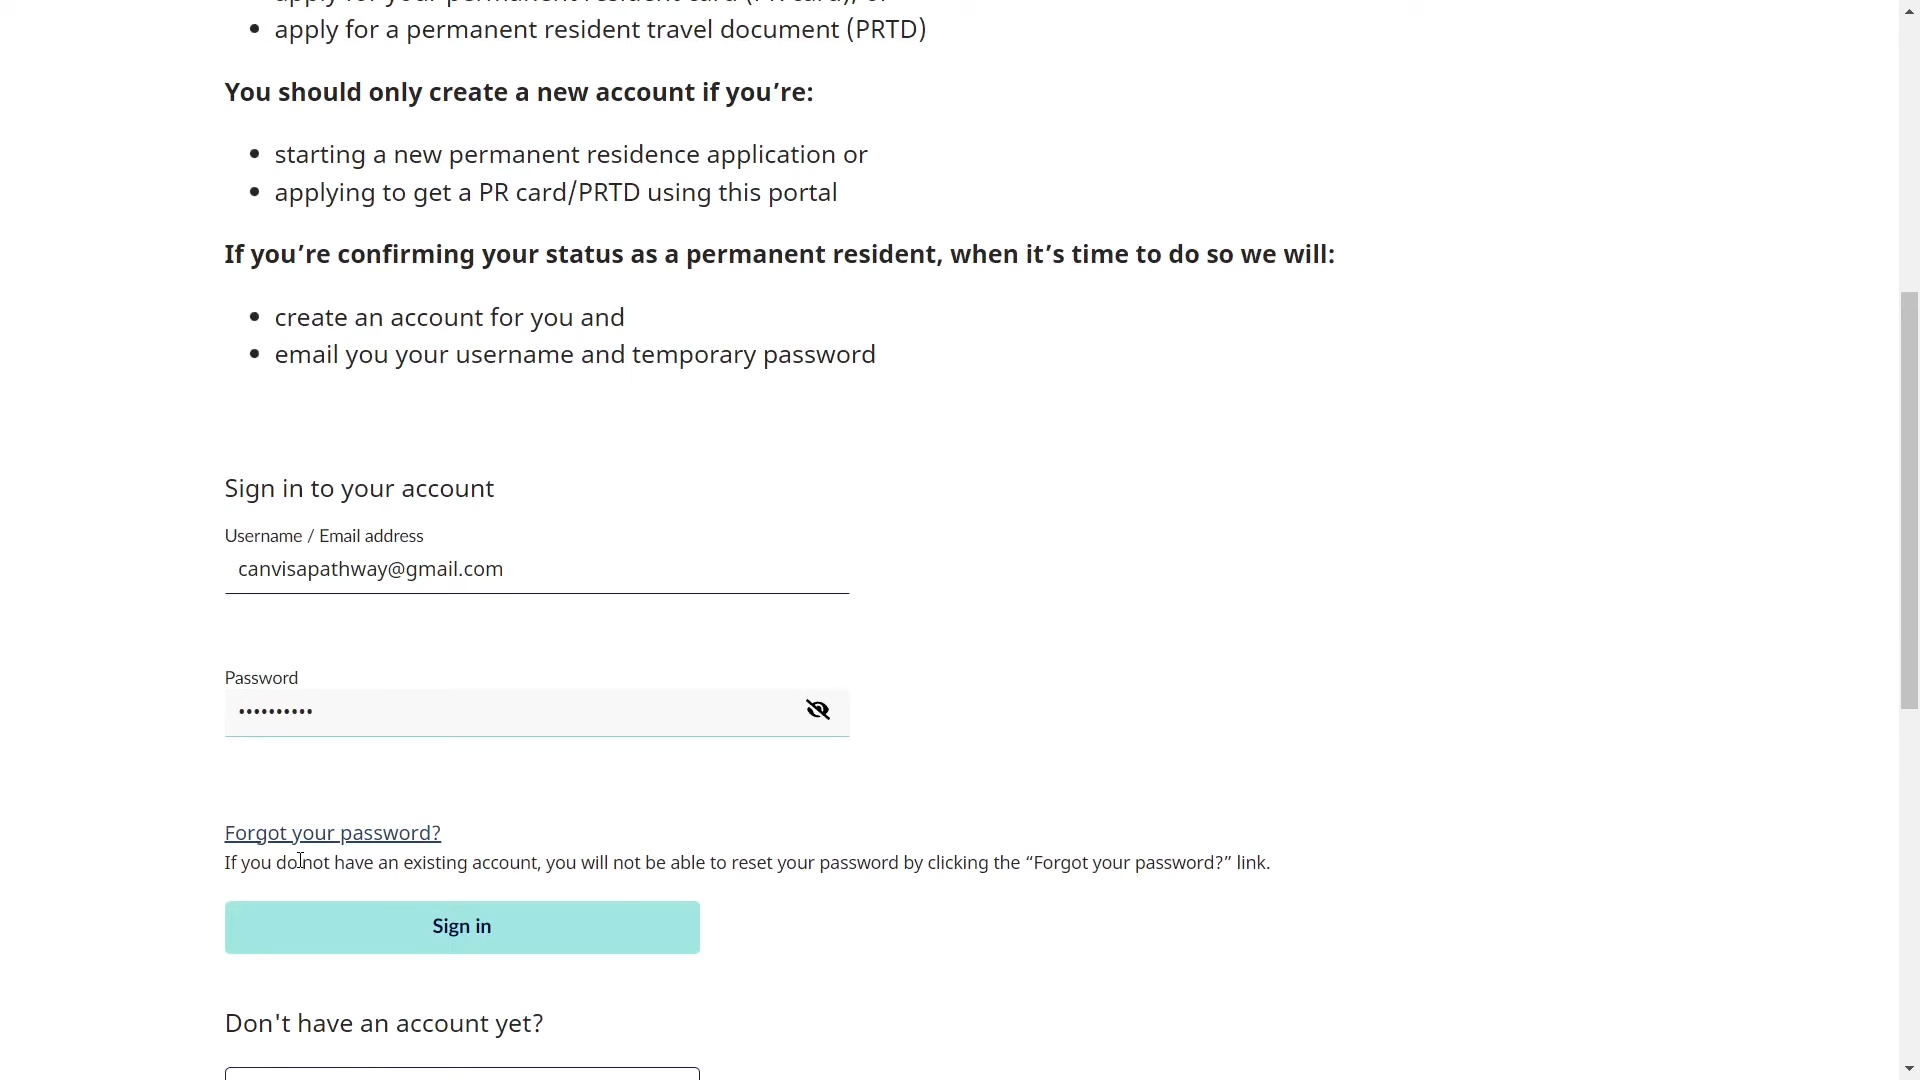 apply for a permanent resident travel document (PRTD)
You should only create a new account if you’re:
starting a new permanent residence application or
applying to get a PR card/PRTD using this portal
If you’re confirming your status as a permanent resident, when it’s time to do so we will:
create an account for you and
email you your username and temporary password
Sign in to your account
Username / Email address
canvisapathway@gmail.com
Password
••••••••••
Forgot your password?
If you do not have an existing account, you will not be able to reset your password by clicking the “Forgot your password?” link.
Sign in
Don't have an account yet?